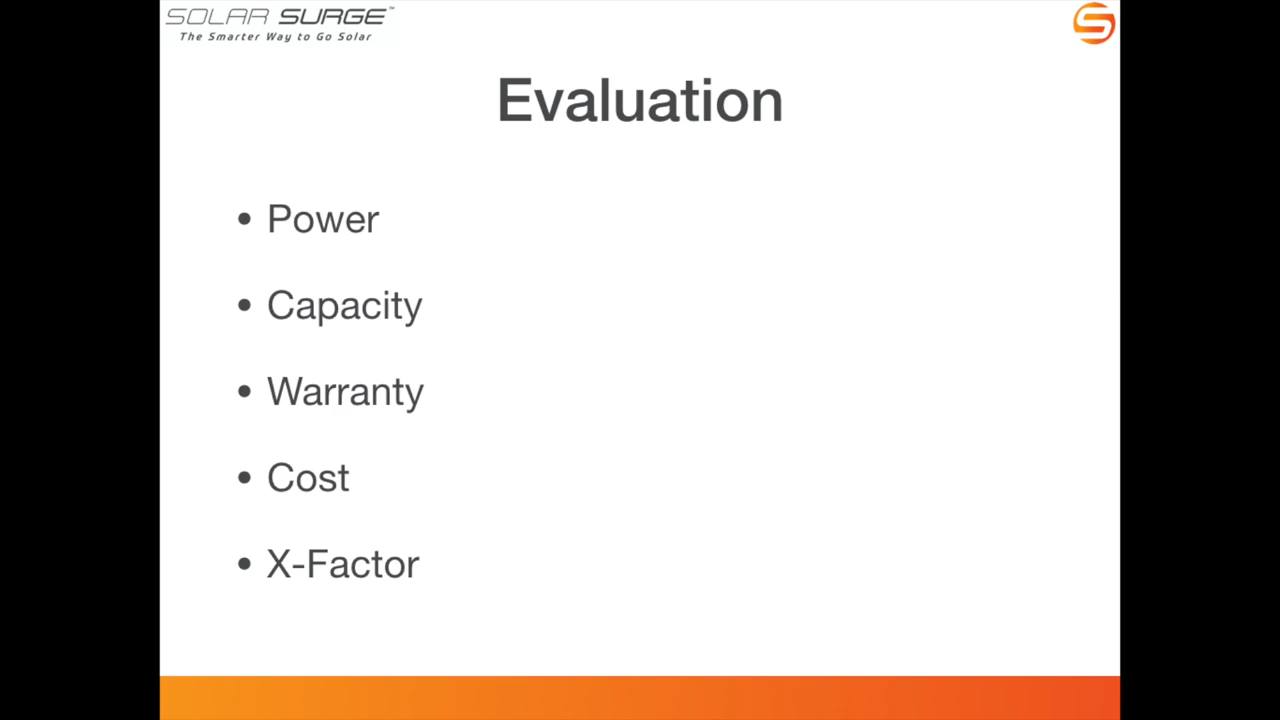 SOLAR SURGE™
The Smarter Way to Go Solar
Evaluation
• Power
• Capacity
• Warranty
• Cost
• X-Factor